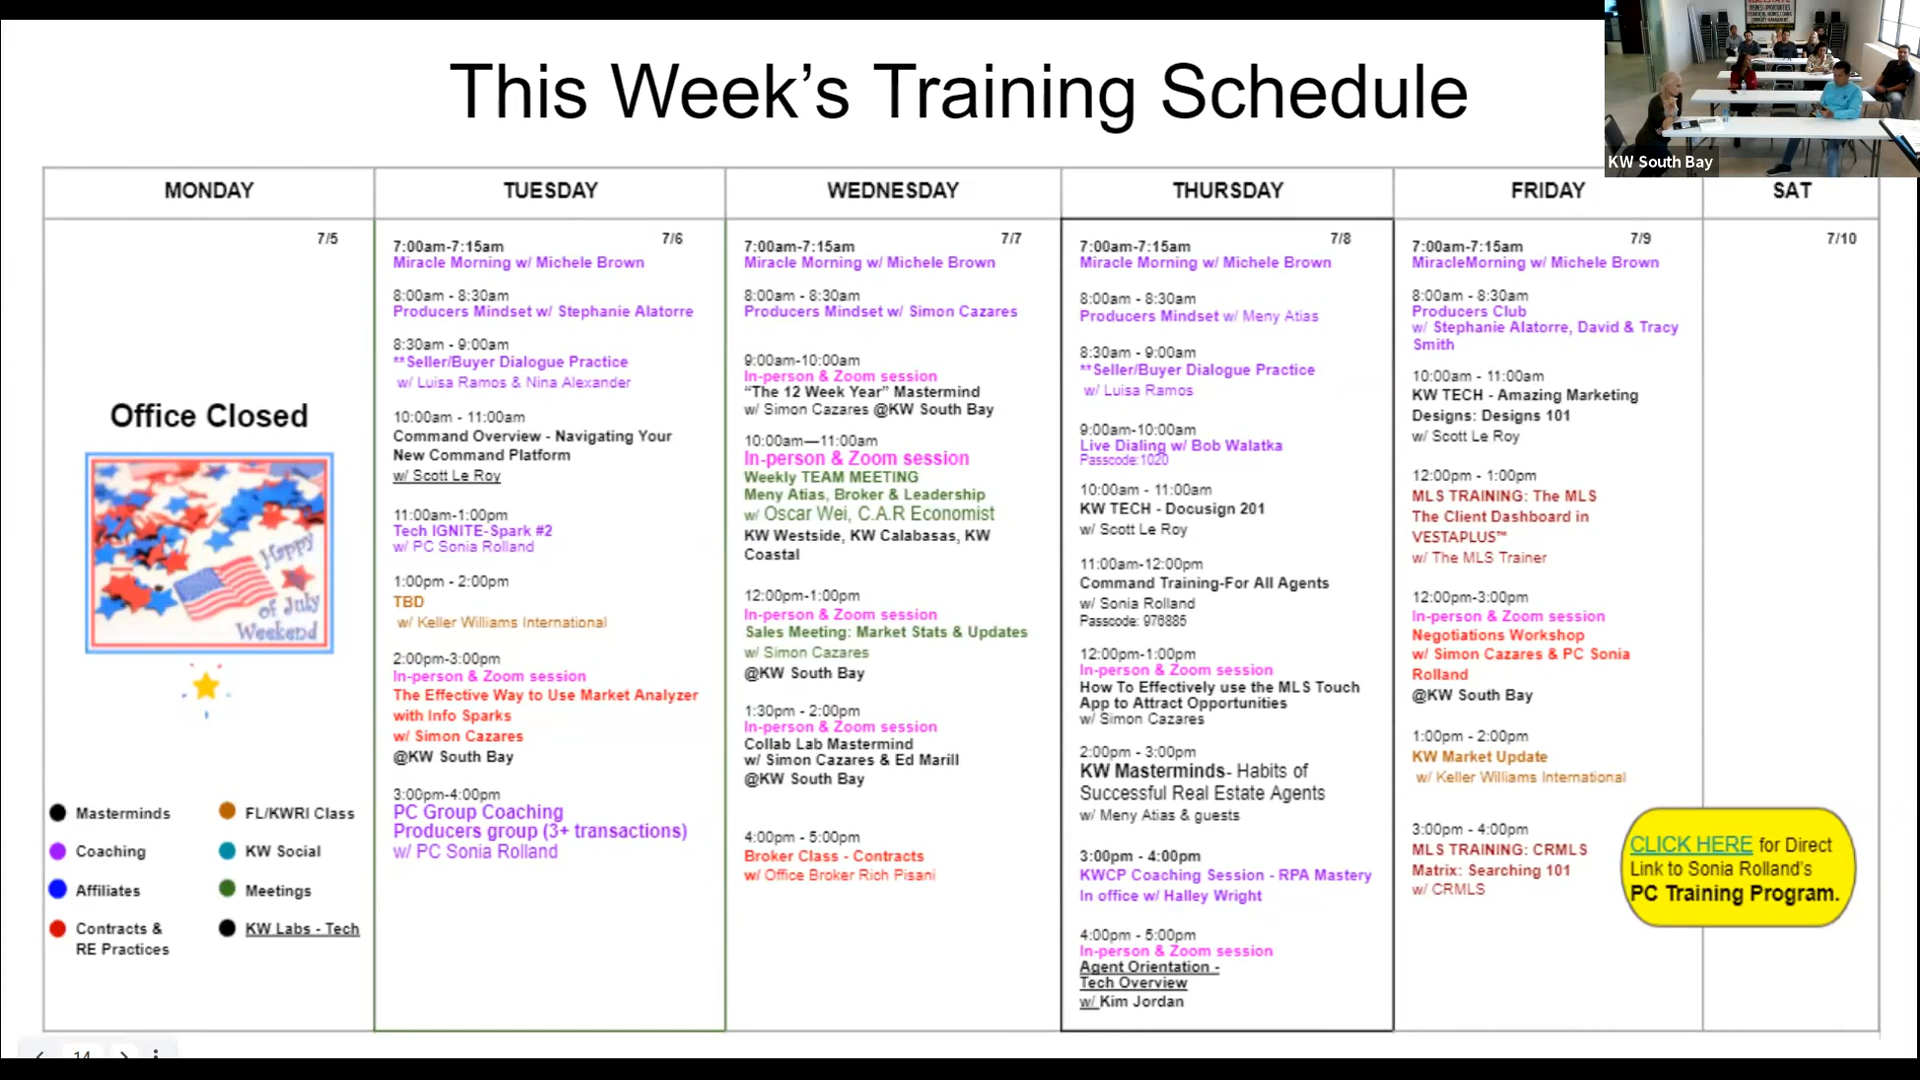 This Week's Training Schedule
KW South Bay
MONDAY
TUESDAY
WEDNESDAY
THURSDAY
FRIDAY
SAT
7/5
Office Closed
Happy
of July
Weekend
Masterminds
Coaching
Affiliates
Contracts &
RE Practices
FL/KWRI Class
KW Social
Meetings
KW Labs - Tech
7/6
7:00am-7:15am
Miracle Morning w/ Michele Brown
8:00am - 8:30am
Producers Mindset w/ Stephanie Alatorre
8:30am - 9:00am
**Seller/Buyer Dialogue Practice
w/ Luisa Ramos & Nina Alexander
10:00am - 11:00am
Command Overview - Navigating Your
New Command Platform
w/ Scott Le Roy
11:00am-1:00pm
Tech IGNITE-Spark #2
w/ PC Sonia Rolland
1:00pm - 2:00pm
TBD
w/ Keller Williams International
2:00pm-3:00pm
In-person & Zoom session
The Effective Way to Use Market Analyzer
with Info Sparks
w/ Simon Cazares
@KW South Bay
3:00pm-4:00pm
PC Group Coaching
Producers group (3+ transactions)
w/ PC Sonia Rolland
7/7
7:00am-7:15am
Miracle Morning w/ Michele Brown
8:00am - 8:30am
Producers Mindset w/ Simon Cazares
9:00am-10:00am
In-person & Zoom session
“The 12 Week Year” Mastermind
w/ Simon Cazares @KW South Bay
10:00am—11:00am
In-person & Zoom session
Weekly TEAM MEETING
Meny Atias, Broker & Leadership
w/ Oscar Wei, C.A.R Economist
KW Westside, KW Calabasas, KW
Coastal
12:00pm-1:00pm
In-person & Zoom session
Sales Meeting: Market Stats & Updates
w/ Simon Cazares
@KW South Bay
1:30pm - 2:00pm
In-person & Zoom session
Collab Lab Mastermind
w/ Simon Cazares & Ed Marill
@KW South Bay
4:00pm - 5:00pm
Broker Class - Contracts
w/ Office Broker Rich Pisani
7/8
7:00am-7:15am
Miracle Morning w/ Michele Brown
8:00am - 8:30am
Producers Mindset w/ Meny Atias
8:30am - 9:00am
**Seller/Buyer Dialogue Practice
w/ Luisa Ramos
9:00am-10:00am
Live Dialing w/ Bob Walatka
Passcode:1020
10:00am - 11:00am
KW TECH - Docusign 201
w/ Scott Le Roy
11:00am-12:00pm
Command Training-For All Agents
w/ Sonia Rolland
Passcode: 976885
12:00pm-1:00pm
In-person & Zoom session
How To Effectively use the MLS Touch
App to Attract Opportunities
w/ Simon Cazares
2:00pm - 3:00pm
KW Masterminds- Habits of
Successful Real Estate Agents
w/ Meny Atias & guests
3:00pm - 4:00pm
KWCP Coaching Session - RPA Mastery
In office w/ Halley Wright
4:00pm - 5:00pm
In-person & Zoom session
Agent Orientation -
Tech Overview
w/ Kim Jordan
7/9
7:00am-7:15am
MiracleMorning w/ Michele Brown
8:00am - 8:30am
Producers Club
w/ Stephanie Alatorre, David & Tracy
Smith
10:00am - 11:00am
KW TECH - Amazing Marketing
Designs: Designs 101
w/ Scott Le Roy
12:00pm - 1:00pm
MLS TRAINING: The MLS
The Client Dashboard in
VESTAPLUS™
w/ The MLS Trainer
12:00pm-3:00pm
In-person & Zoom session
Negotiations Workshop
w/ Simon Cazares & PC Sonia
Rolland
@KW South Bay
1:00pm - 2:00pm
KW Market Update
w/ Keller Williams International
3:00pm - 4:00pm
MLS TRAINING: CRMLS
Matrix: Searching 101
w/ CRMLS
7/10
CLICK HERE for Direct
Link to Sonia Rolland's
PC Training Program.
14